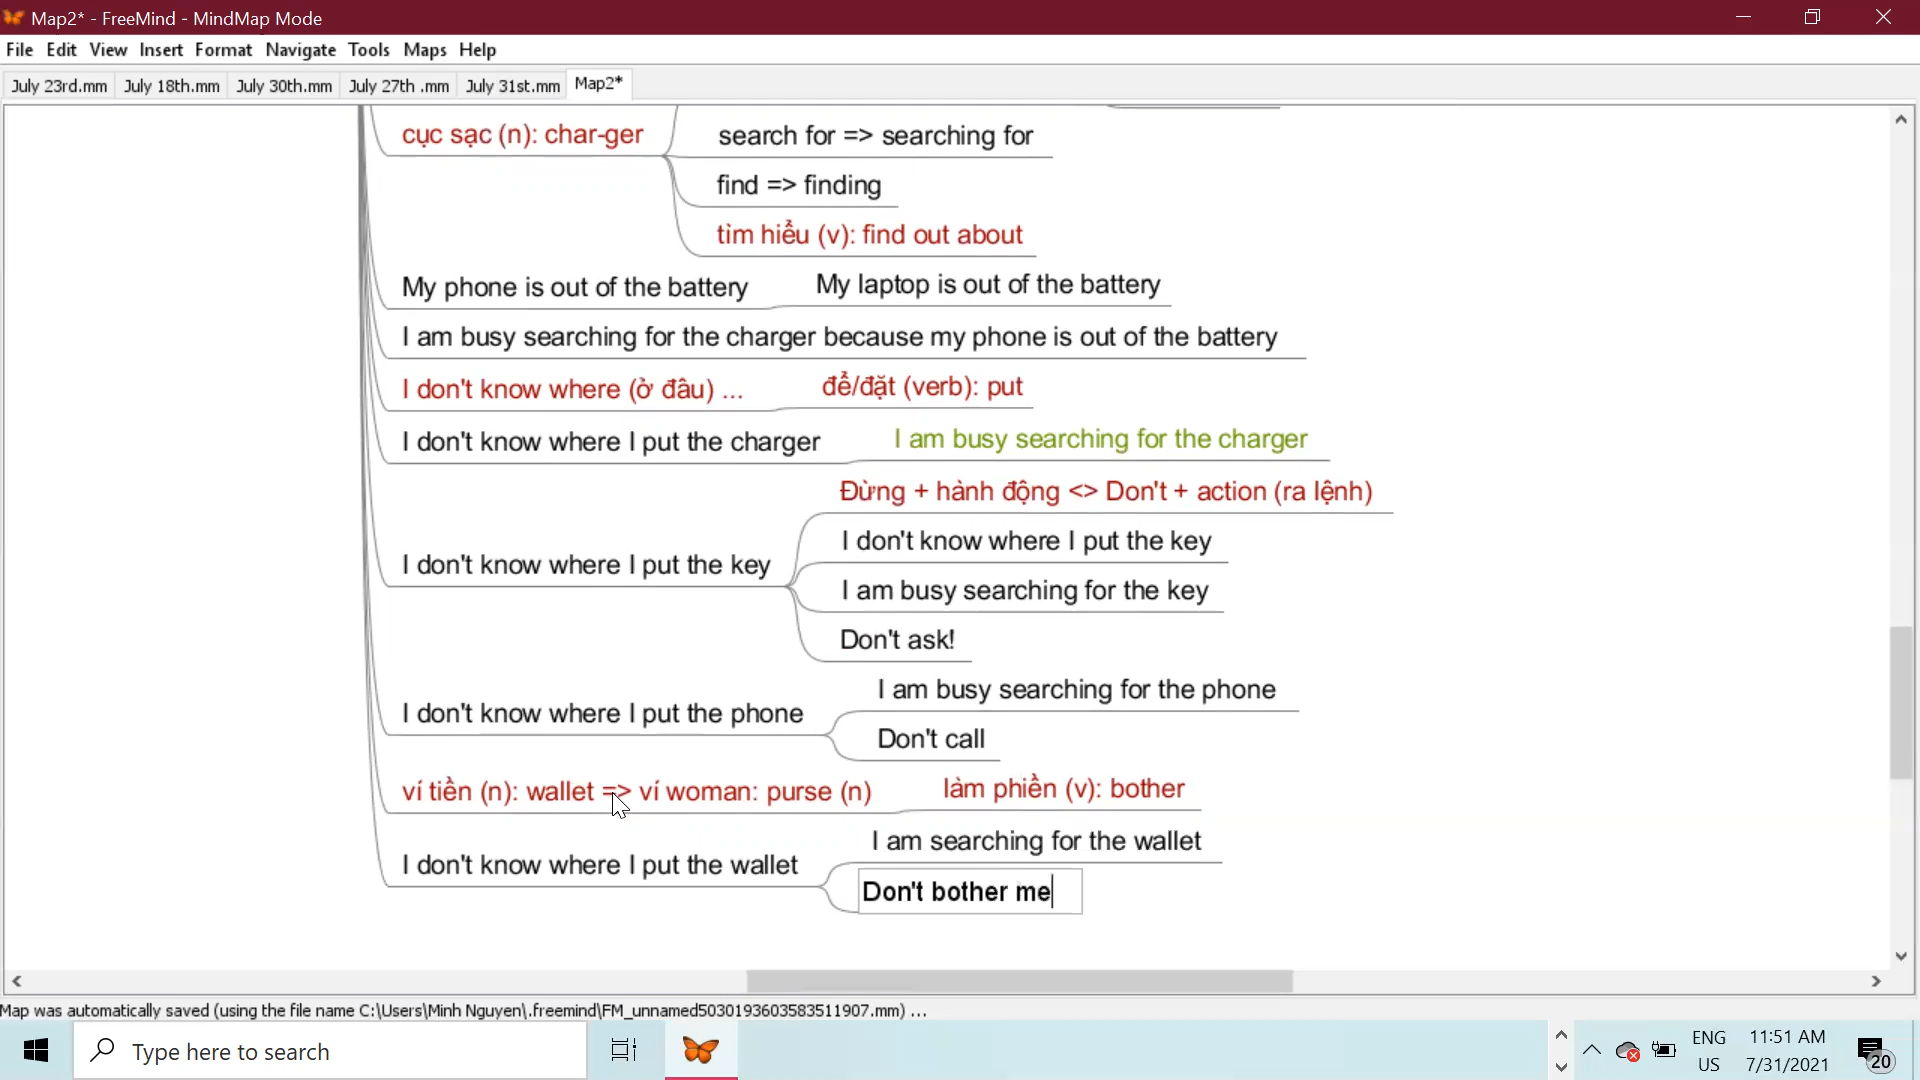 Map2* - FreeMind - MindMap Mode
File Edit View Insert Format Navigate Tools Maps Help
July 23rd.mm July 18th.mm July 30th.mm July 27th .mm July 31st.mm Map2*
cục sạc (n): char-ger
search for => searching for
find => finding
tìm hiểu (v): find out about
My phone is out of the battery
My laptop is out of the battery
I am busy searching for the charger because my phone is out of the battery
I don't know where (ở đâu) ...
để/đặt (verb): put
I don't know where I put the charger
I am busy searching for the charger
I don't know where I put the key
Đừng + hành động <> Don't + action (ra lệnh)
I don't know where I put the key
I am busy searching for the key
Don't ask!
I don't know where I put the phone
I am busy searching for the phone
Don't call
ví tiền (n): wallet => ví woman: purse (n)
làm phiền (v): bother
I don't know where I put the wallet
I am searching for the wallet
Don't bother me
Map was automatically saved (using the file name C:\Users\Minh Nguyen\.freemind\FM_unnamed5030193603583511907.mm) ...
Type here to search
ENG
US
11:51 AM
7/31/2021
20